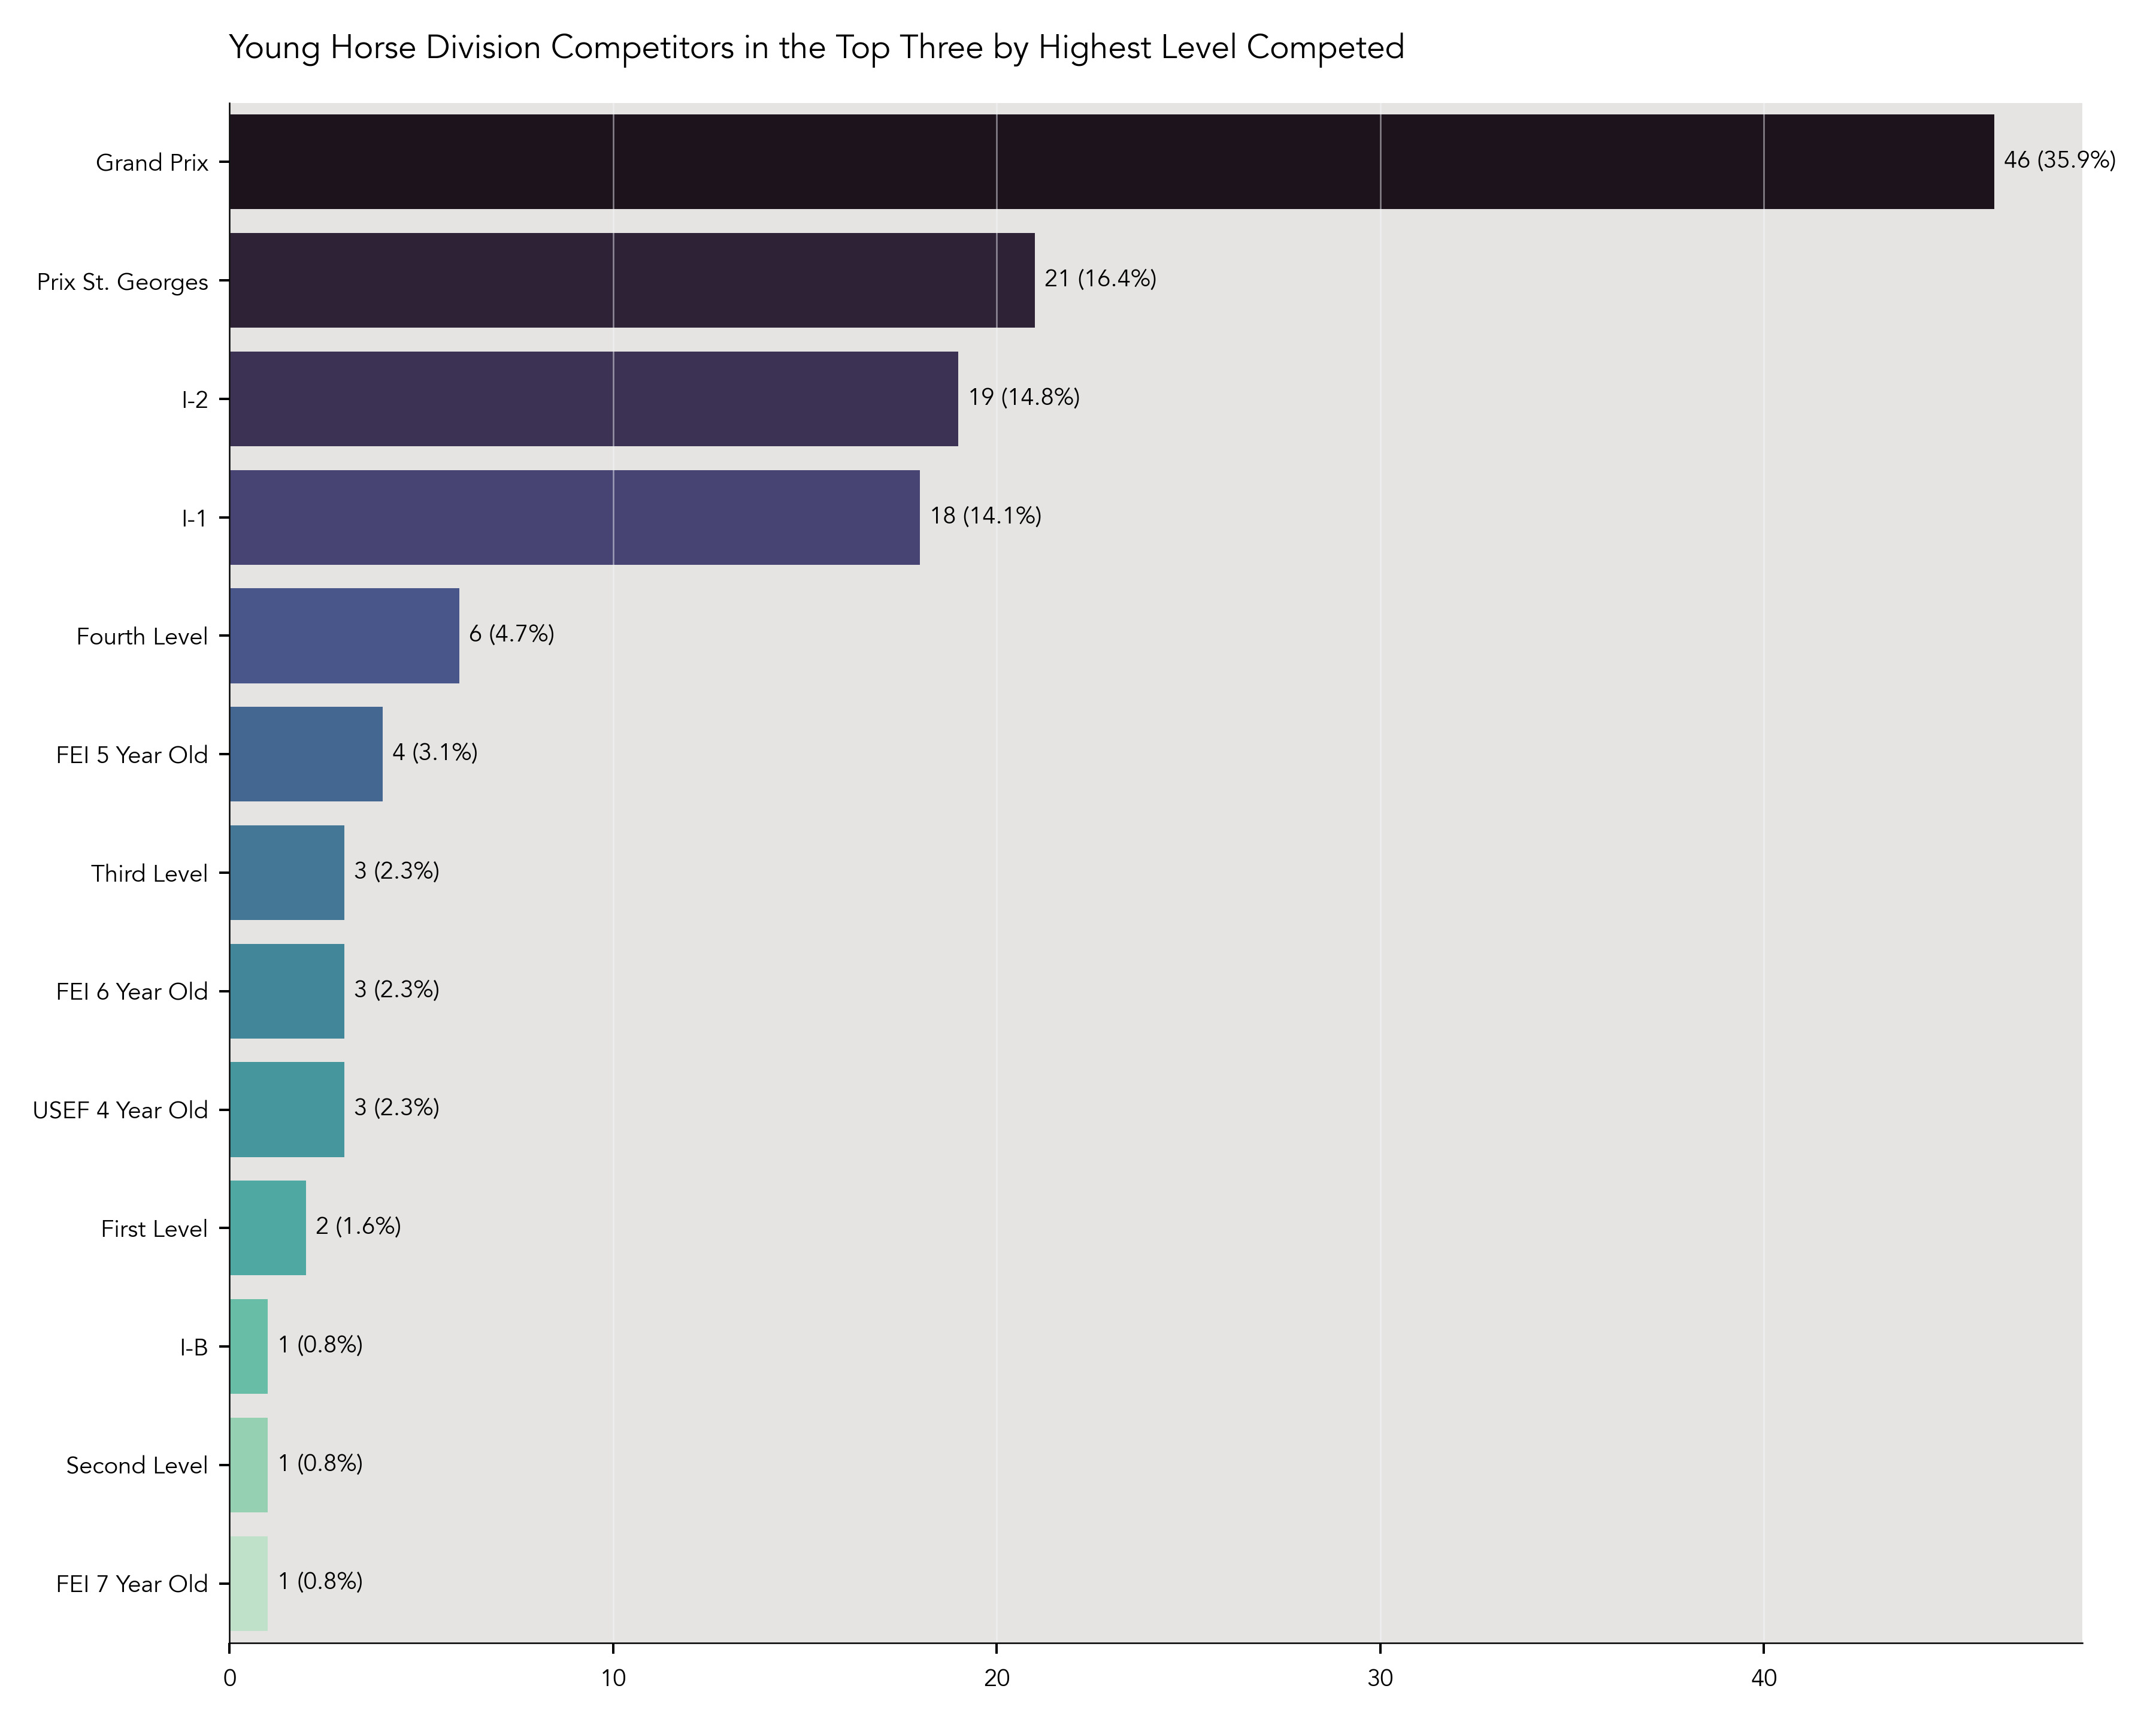 Young Horse Division Competitors in the Top Three by Highest Level Competed
Grand Prix 46 (35.9%)
Prix St. Georges 21 (16.4%)
I-2 19 (14.8%)
I-1 18 (14.1%)
Fourth Level 6 (4.7%)
FEI 5 Year Old 4 (3.1%)
Third Level 3 (2.3%)
FEI 6 Year Old 3 (2.3%)
USEF 4 Year Old 3 (2.3%)
First Level 2 (1.6%)
I-B 1 (0.8%)
Second Level 1 (0.8%)
FEI 7 Year Old 1 (0.8%)
0 10 20 30 40